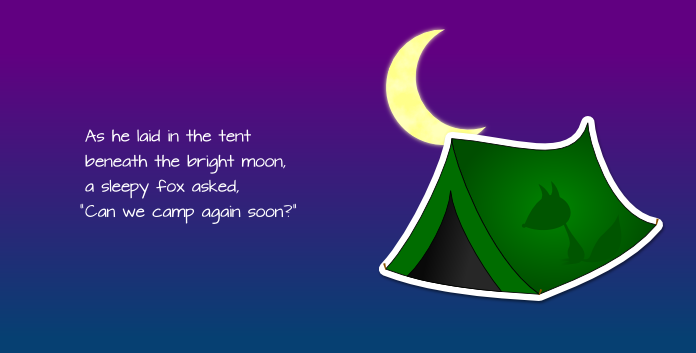 As he laid in the tent
beneath the bright moon,
a sleepy fox asked,
"Can we camp again soon?"